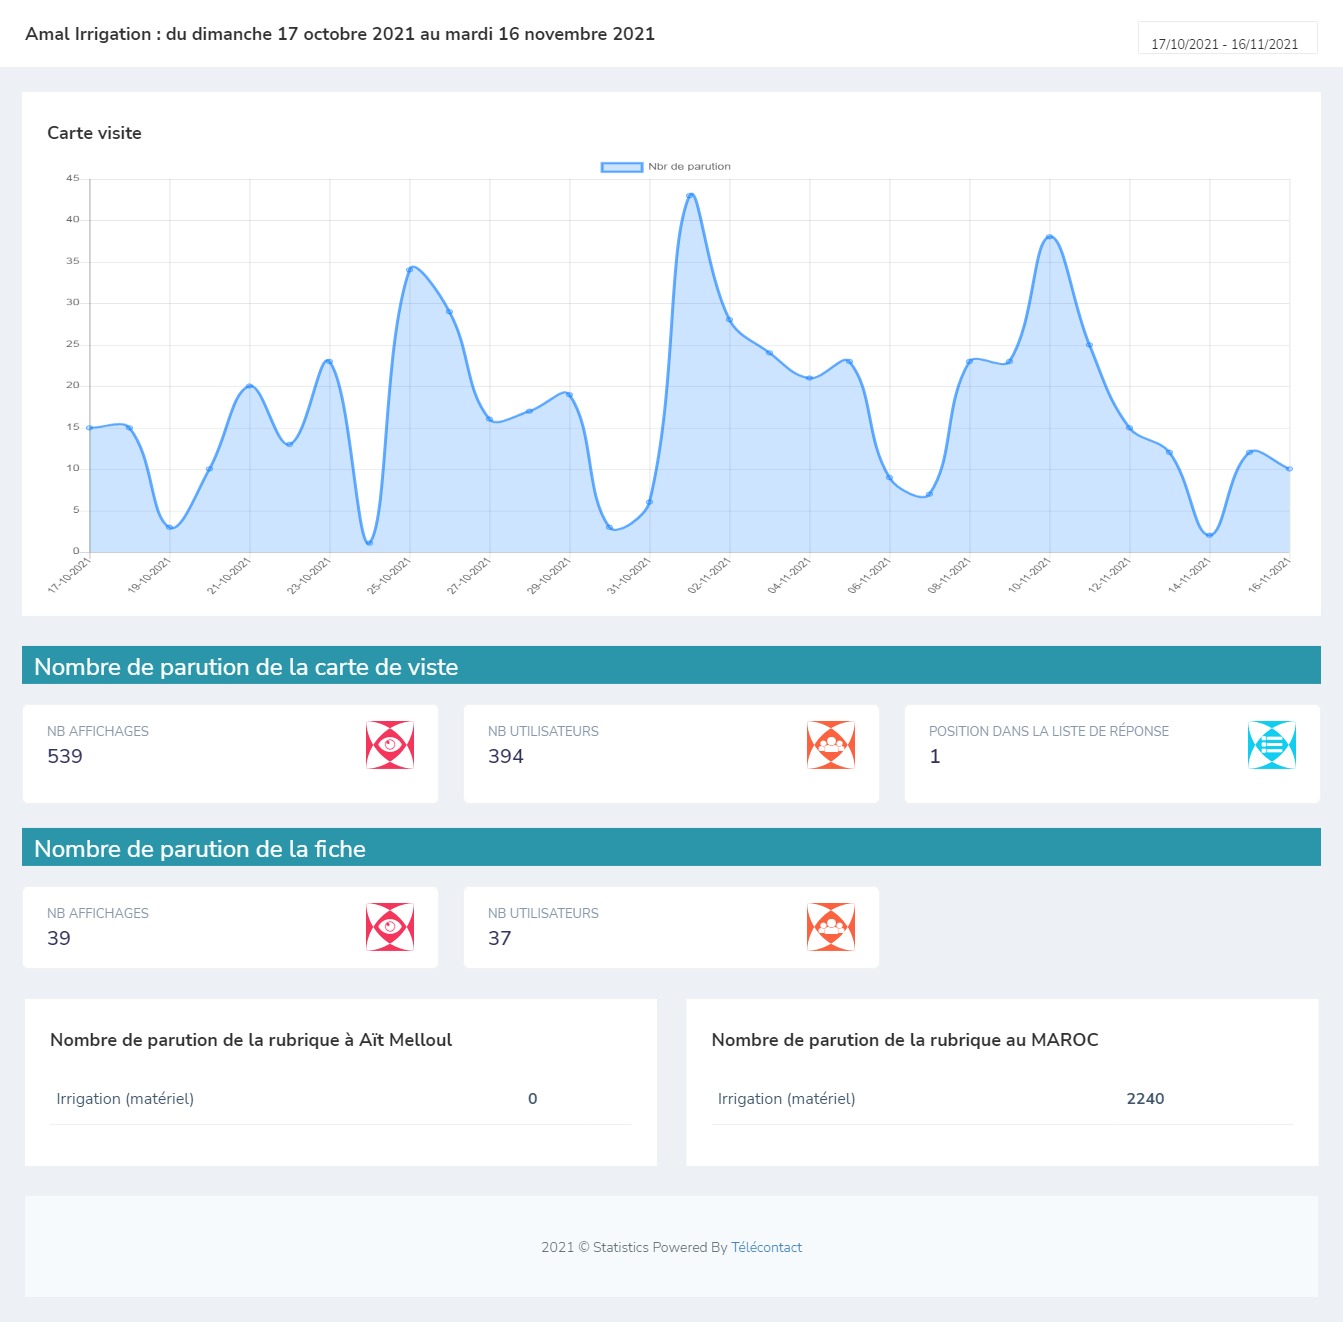 Amal Irrigation : du dimanche 17 octobre 2021 au mardi 16 novembre 2021
17/10/2021 - 16/11/2021
Carte visite
Nbr de parution
45
40
35
30
25
20
15
10
5
0
17-10-2021
19-10-2021
21-10-2021
23-10-2021
25-10-2021
27-10-2021
29-10-2021
31-10-2021
02-11-2021
04-11-2021
06-11-2021
08-11-2021
10-11-2021
12-11-2021
14-11-2021
16-11-2021
Nombre de parution de la carte de viste
NB AFFICHAGES
539
NB UTILISATEURS
394
POSITION DANS LA LISTE DE RÉPONSE
1
Nombre de parution de la fiche
NB AFFICHAGES
39
NB UTILISATEURS
37
Nombre de parution de la rubrique à Aït Melloul
Irrigation (matériel) 0
Nombre de parution de la rubrique au MAROC
Irrigation (matériel) 2240
2021 © Statistics Powered By Télécontact